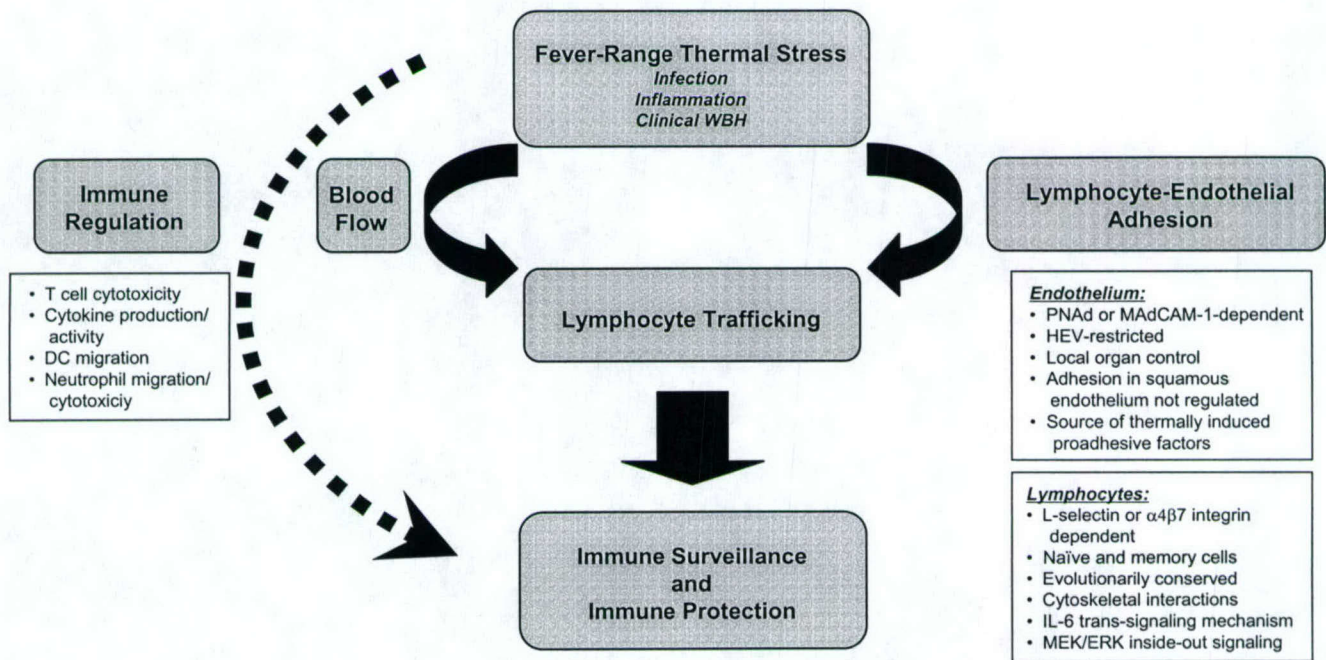 Fever-Range Thermal Stress
Infection
Inflammation
Clinical WBH
Immune
Regulation
Blood
Flow
Lymphocyte-Endothelial
Adhesion
• T cell cytotoxicity
• Cytokine production/
activity
• DC migration
• Neutrophil migration/
cytotoxiciy
Lymphocyte Trafficking
Endothelium:
• PNAd or MAdCAM-1-dependent
• HEV-restricted
• Local organ control
• Adhesion in squamous
endothelium not regulated
• Source of thermally induced
proadhesive factors
Immune Surveillance
and
Immune Protection
Lymphocytes:
• L-selectin or α4β7 integrin
dependent
• Naïve and memory cells
• Evolutionarily conserved
• Cytoskeletal interactions
• IL-6 trans-signaling mechanism
• MEK/ERK inside-out signaling